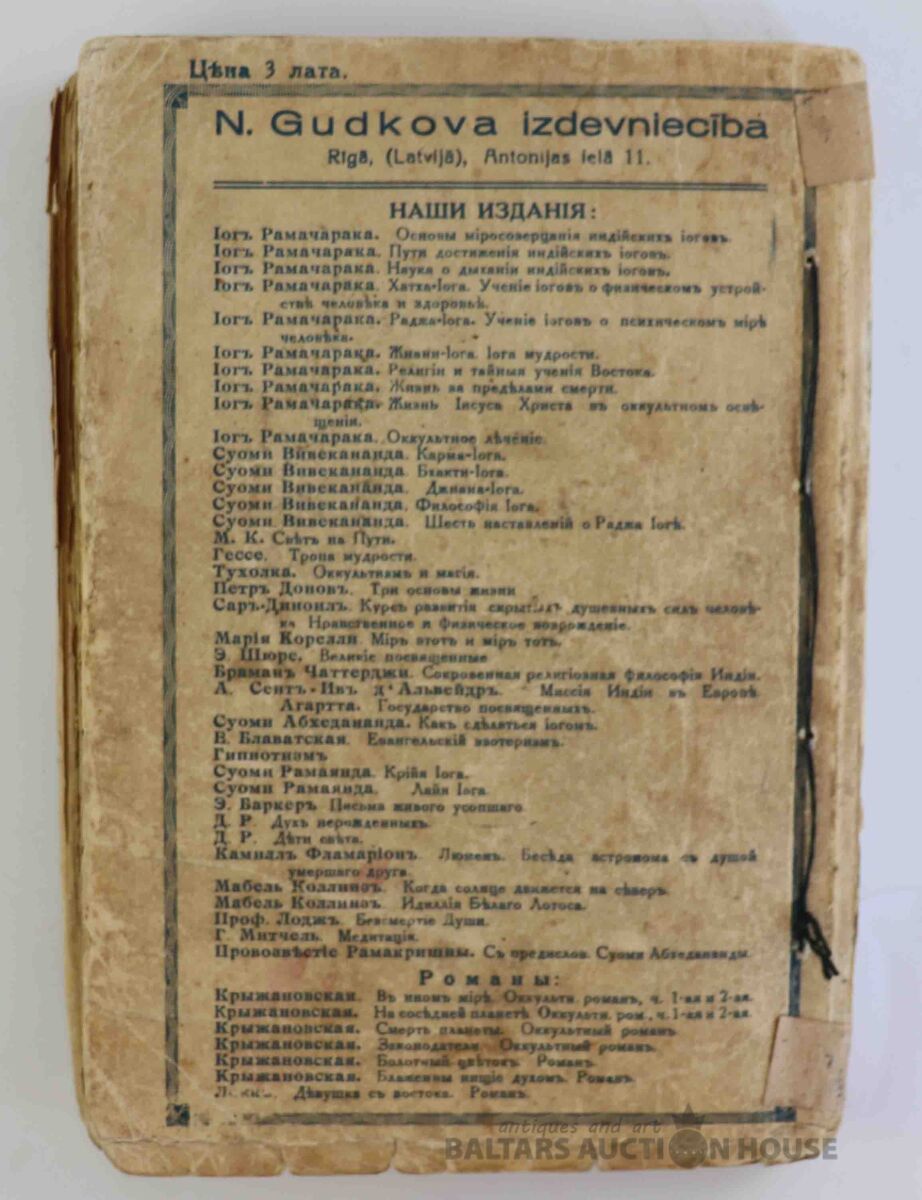 Цѣна 3 лата.
N. Gudkova izdevniecība
Rīgā, (Latvijā), Antonijas ielā 11.
НАШИ ИЗДАНІЯ:
Іогъ Рамачарака. Основы міросозерцанія индійскихъ іоговъ.
Іогъ Рамачарака. Пути достиженія индійскихъ іоговъ.
Іогъ Рамачарака. Наука о дыханіи индійскихъ іоговъ.
Іогъ Рамачарака. Хатха-Іога. Ученіе іоговъ о физическомъ устрой-
ствѣ человѣка и здоровьѣ.
Іогъ Рамачарака. Раджа-Іога. Ученіе іоговъ о психическомъ мірѣ
человѣка.
Іогъ Рамачарака. Жнани-Іога. Іога мудрости.
Іогъ Рамачарака. Религіи и тайныя ученія Востока.
Іогъ Рамачарака. Жизнь за предѣлами смерти.
Іогъ Рамачарака. Жизнь Іисуса Христа въ оккультномъ освѣ-
щеніи.
Іогъ Рамачарака. Оккультное лѣченіе.
Суоми Вивекананда. Карма-Іога.
Суоми Вивекананда. Бхакти-Іога.
Суоми Вивекананда. Джнана-Іога.
Суоми Вивекананда. Философія Іога.
Суоми Вивекананда. Шесть наставленій о Раджа Іогѣ.
М. К. Свѣтъ на Пути.
Гессе. Тропа мудрости.
Тухолка. Оккультизмъ и магія.
Петръ Доновъ. Три основы жизни
Саръ-Диноилъ. Курсъ развитія скрытыхъ душевныхъ силъ человѣ-
ка Нравственное и Физическое возрожденіе.
Марія Корелли. Міръ этотъ и міръ тотъ.
Э. Шюрс. Великіе посвященные
Браман Чаттерджи. Сокровенная религіозная философія Индіи.
А. Сентъ-Ивъ д'Альвейдръ. Миссія Индіи въ Европѣ
Агартта. Государство посвященныхъ.
Суоми Абхедананда. Какъ сдѣлаться іогомъ.
Е. Блаватская. Евангельскій эзотеризмъ.
Гипнотизмъ
Суоми Рамаянда. Крійя Іога.
Суоми Рамаянда. Лайя Іога.
Э. Баркеръ Письма живого усопшаго
Д. Р. Духъ нерожденныхъ.
Д. Р. Дѣти свѣта.
Камиллъ Фламаріонъ. Люменъ. Бесѣда астронома съ душой
умершаго друга.
Мабель Коллинзъ. Когда солнце движется на сѣверъ.
Мабель Коллинзъ. Идиллія Бѣлаго Лотоса.
Проф. Лоджъ. Безсмертіе Души.
Г. Митчель. Медитація.
Провозвѣстіе Рамакришны. Съ предислов. Суоми Абхедананды.
Романы:
Крыжановская. Въ иномъ мірѣ. Оккультн. романъ, ч. 1-ая и 2-ая.
Крыжановская. На сосѣдней планетѣ Оккультн. ром., ч. 1-ая и 2-ая.
Крыжановская. Смерть планеты. Оккультный романъ.
Крыжановская. Законодатели. Оккультный романъ.
Крыжановская. Болотный цвѣтокъ. Романъ.
Крыжановская. Блаженны нищіе духомъ. Романъ.
Дѣвушка съ востока. Романъ.
antiques and art
BALTARS AUCTION HOUSE